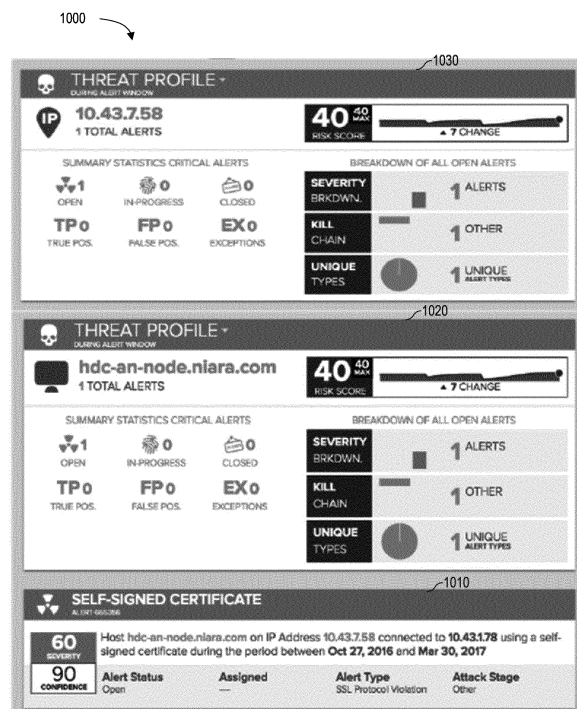 1000
1030
THREAT PROFILE
DURING ALERT WINDOW
IP 10.43.7.58
1 TOTAL ALERTS
40 40 MAX
RISK SCORE
7 CHANGE
SUMMARY STATISTICS CRITICAL ALERTS
1 0 0
OPEN IN-PROGRESS CLOSED
TP 0 FP 0 EX 0
TRUE POS. FALSE POS. EXCEPTIONS
BREAKDOWN OF ALL OPEN ALERTS
SEVERITY BRKDWN. 1 ALERTS
KILL CHAIN 1 OTHER
UNIQUE TYPES 1 UNIQUE ALERT TYPES
1020
THREAT PROFILE
DURING ALERT WINDOW
hdc-an-node.niara.com
1 TOTAL ALERTS
40 40 MAX
RISK SCORE
7 CHANGE
SUMMARY STATISTICS CRITICAL ALERTS
1 0 0
OPEN IN-PROGRESS CLOSED
TP 0 FP 0 EX 0
TRUE POS. FALSE POS. EXCEPTIONS
BREAKDOWN OF ALL OPEN ALERTS
SEVERITY BRKDWN. 1 ALERTS
KILL CHAIN 1 OTHER
UNIQUE TYPES 1 UNIQUE ALERT TYPES
1010
SELF-SIGNED CERTIFICATE
60
SEVERITY
90
CONFIDENCE
Host hdc-an-node.niara.com on IP Address 10.43.7.58 connected to 10.43.1.78 using a self-
signed certificate during the period between Oct 27, 2016 and Mar 30, 2017
Alert Status Assigned Alert Type Attack Stage
Open — SSL Protocol Violation Other